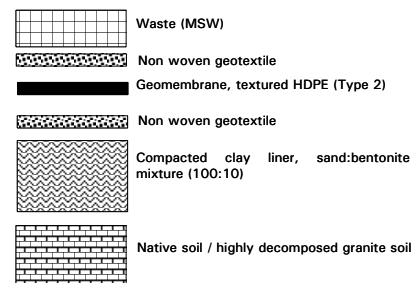 Waste (MSW)
Non woven geotextile
Geomembrane, textured HDPE (Type 2)
Non woven geotextile
Compacted clay liner, sand:bentonite
mixture (100:10)
Native soil / highly decomposed granite soil